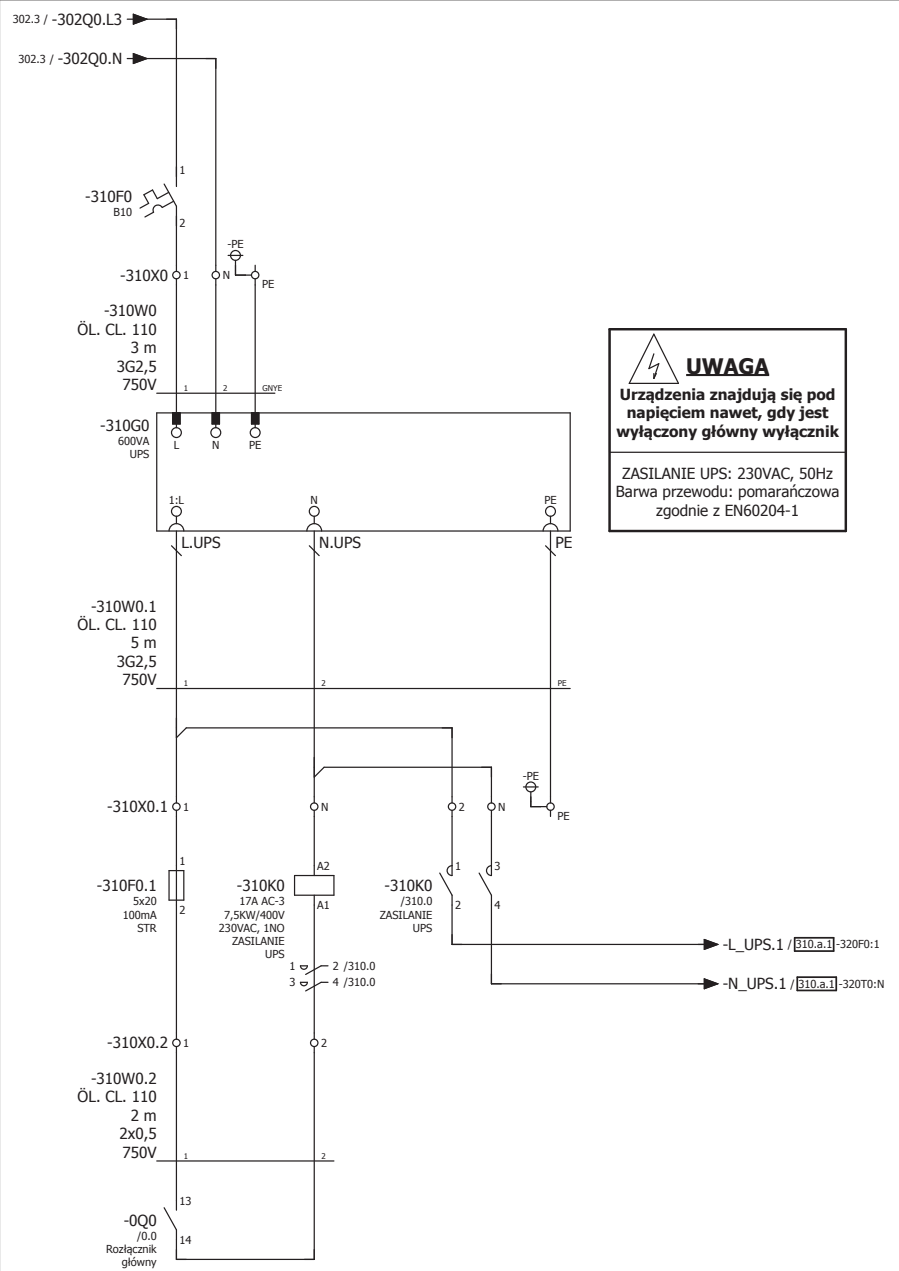 302.3 / -302Q0.L3
302.3 / -302Q0.N
1
-310F0
B10
2
-PE
-310X0 1 N PE
-310W0
ÖL. CL. 110
3 m
3G2,5
750V
1 2 GNYE
-310G0
600VA
UPS
L N PE
1:L N PE
L.UPS N.UPS PE
-310W0.1
ÖL. CL. 110
5 m
3G2,5
750V
1 2 PE
-PE
-310X0.1 1 N 2 N PE
1 A2 1 3
-310F0.1
5x20
100mA
STR
2
-310K0
17A AC-3
7,5KW/400V
230VAC, 1NO
ZASILANIE
UPS
A1
-310K0
/310.0
ZASILANIE
UPS
2 4
1 2 /310.0
3 4 /310.0
-L_UPS.1 / 310.a.1 -320F0:1
-N_UPS.1 / 310.a.1 -320T0:N
-310X0.2 1 2
-310W0.2
ÖL. CL. 110
2 m
2x0,5
750V
1 2
13
-0Q0
/0.0
Rozłącznik
główny
14
UWAGA
Urządzenia znajdują się pod
napięciem nawet, gdy jest
wyłączony główny wyłącznik
ZASILANIE UPS: 230VAC, 50Hz
Barwa przewodu: pomarańczowa
zgodnie z EN60204-1